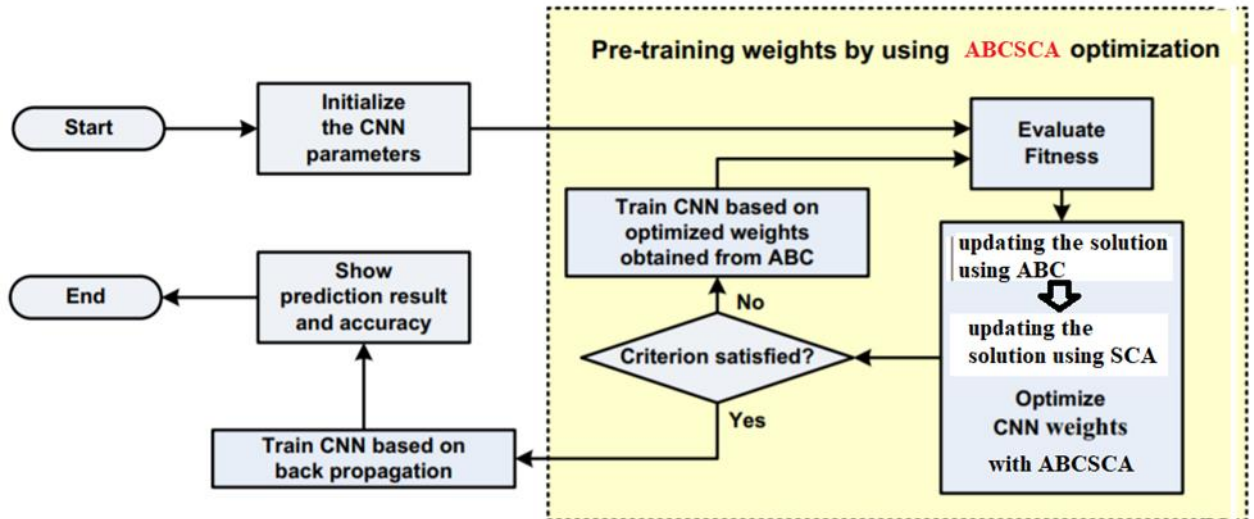 Pre-training weights by using ABCSCA optimization
Start
Initialize
the CNN
parameters
Evaluate
Fitness
Train CNN based on
optimized weights
obtained from ABC
updating the solution
using ABC
updating the
solution using SCA
Optimize
CNN weights
with ABCSCA
No
Criterion satisfied?
Yes
End
Show
prediction result
and accuracy
Train CNN based on
back propagation